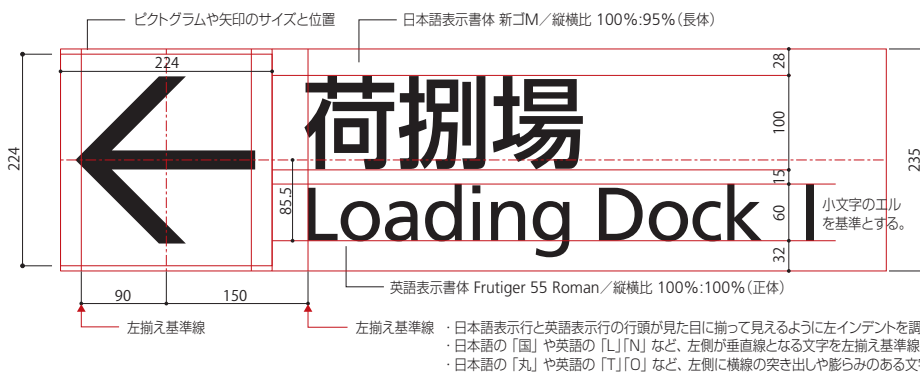 ピクトグラムや矢印のサイズと位置
日本語表示書体 新ゴM／縦横比 100%:95%（長体）
224
28
荷捌場
100
224
235
15
85.5
Loading Dock l
60
小文字のエル
を基準とする。
32
英語表示書体 Frutiger 55 Roman／縦横比 100%:100%（正体）
90
150
左揃え基準線
左揃え基準線
・日本語表示行と英語表示行の行頭が見た目に揃って見えるように左インデントを調
・日本語の「国」や英語の「L」「N」など、左側が垂直線となる文字を左揃え基準線
・日本語の「丸」や英語の「T」「O」など、左側に横線の突き出しや膨らみのある文